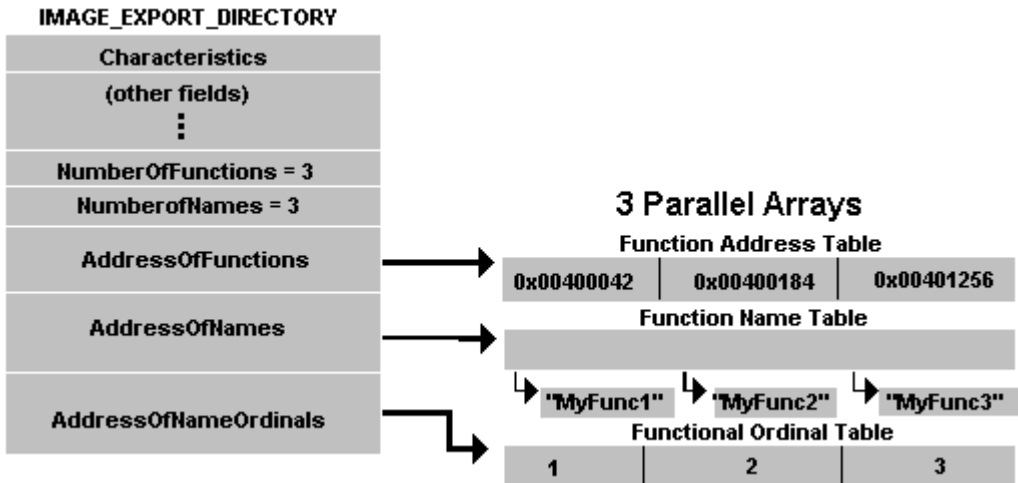 IMAGE_EXPORT_DIRECTORY
Characteristics
(other fields)
NumberOfFunctions = 3
NumberofNames = 3
AddressOfFunctions
AddressOfNames
AddressOfNameOrdinals
3 Parallel Arrays
Function Address Table
0x00400042 0x00400184 0x00401256
Function Name Table
"MyFunc1" "MyFunc2" "MyFunc3"
Functional Ordinal Table
1 2 3